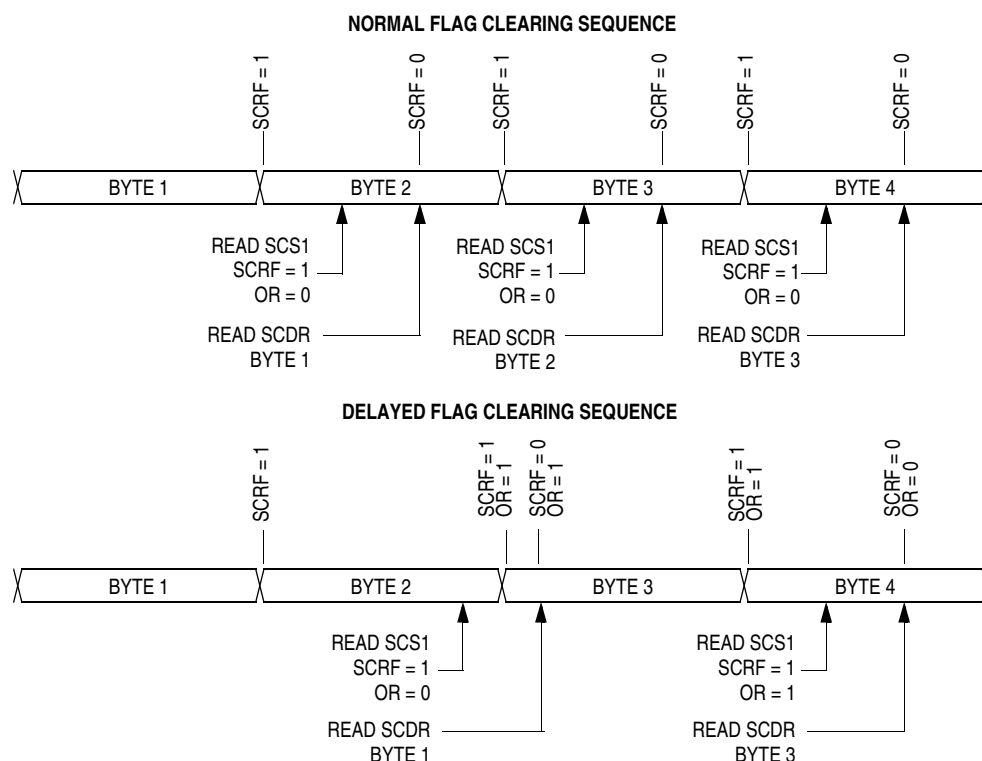 NORMAL FLAG CLEARING SEQUENCE
SCRF = 1
SCRF = 0
SCRF = 1
SCRF = 0
SCRF = 1
SCRF = 0
BYTE 1
BYTE 2
BYTE 3
BYTE 4
READ SCS1
SCRF = 1
OR = 0
READ SCDR
BYTE 1
READ SCS1
SCRF = 1
OR = 0
READ SCDR
BYTE 2
READ SCS1
SCRF = 1
OR = 0
READ SCDR
BYTE 3
DELAYED FLAG CLEARING SEQUENCE
SCRF = 1
SCRF = 1
OR = 1
SCRF = 0
OR = 1
SCRF = 1
OR = 1
SCRF = 0
OR = 0
BYTE 1
BYTE 2
BYTE 3
BYTE 4
READ SCS1
SCRF = 1
OR = 0
READ SCDR
BYTE 1
READ SCS1
SCRF = 1
OR = 1
READ SCDR
BYTE 3